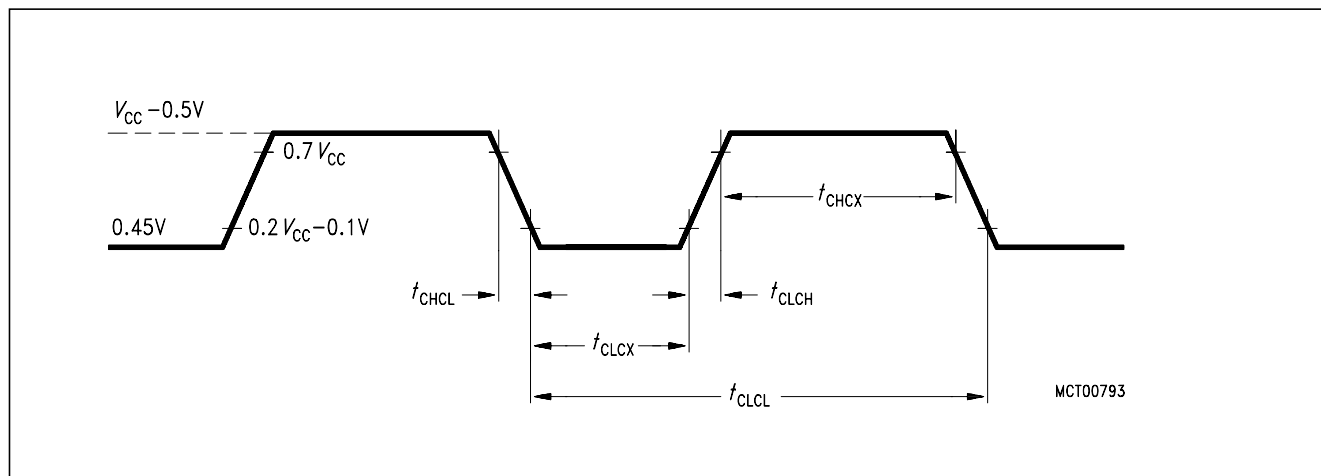 V_CC −0.5V
0.7 V_CC
t_CHCX
0.45V
0.2 V_CC−0.1V
t_CHCL
t_CLCH
t_CLCX
t_CLCL
MCT00793